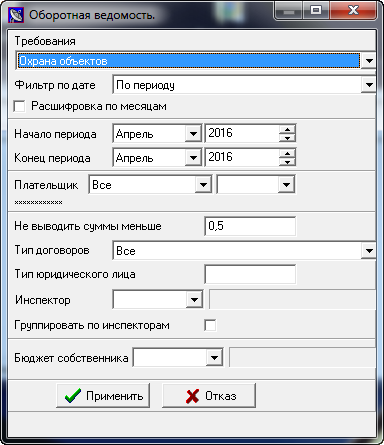 Оборотная ведомость.
Требования
Охрана объектов
Фильтр по дате По периоду
Расшифровка по месяцам
Начало периода Апрель 2016
Конец периода Апрель 2016
Плательщик Все
xxxxxxxxxxxx
Не выводить суммы меньше 0,5
Тип договоров Все
Тип юридического лица
Инспектор
Группировать по инспекторам
Бюджет собственника
Применить Отказ